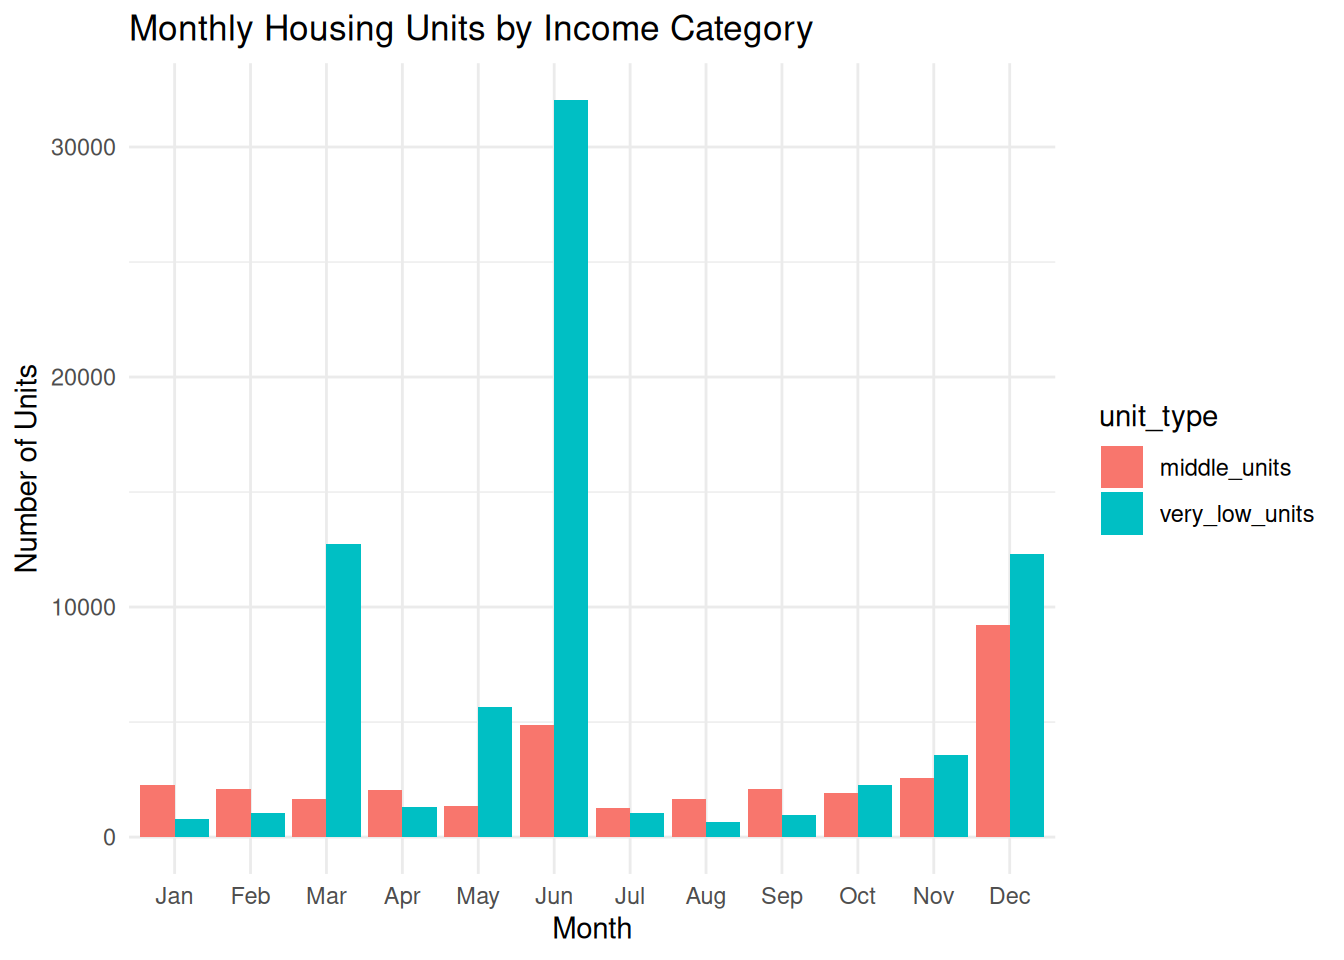 Monthly Housing Units by Income Category
Number of Units
30000
20000
10000
0
Jan Feb Mar Apr May Jun Jul Aug Sep Oct Nov Dec
Month
unit_type
middle_units
very_low_units